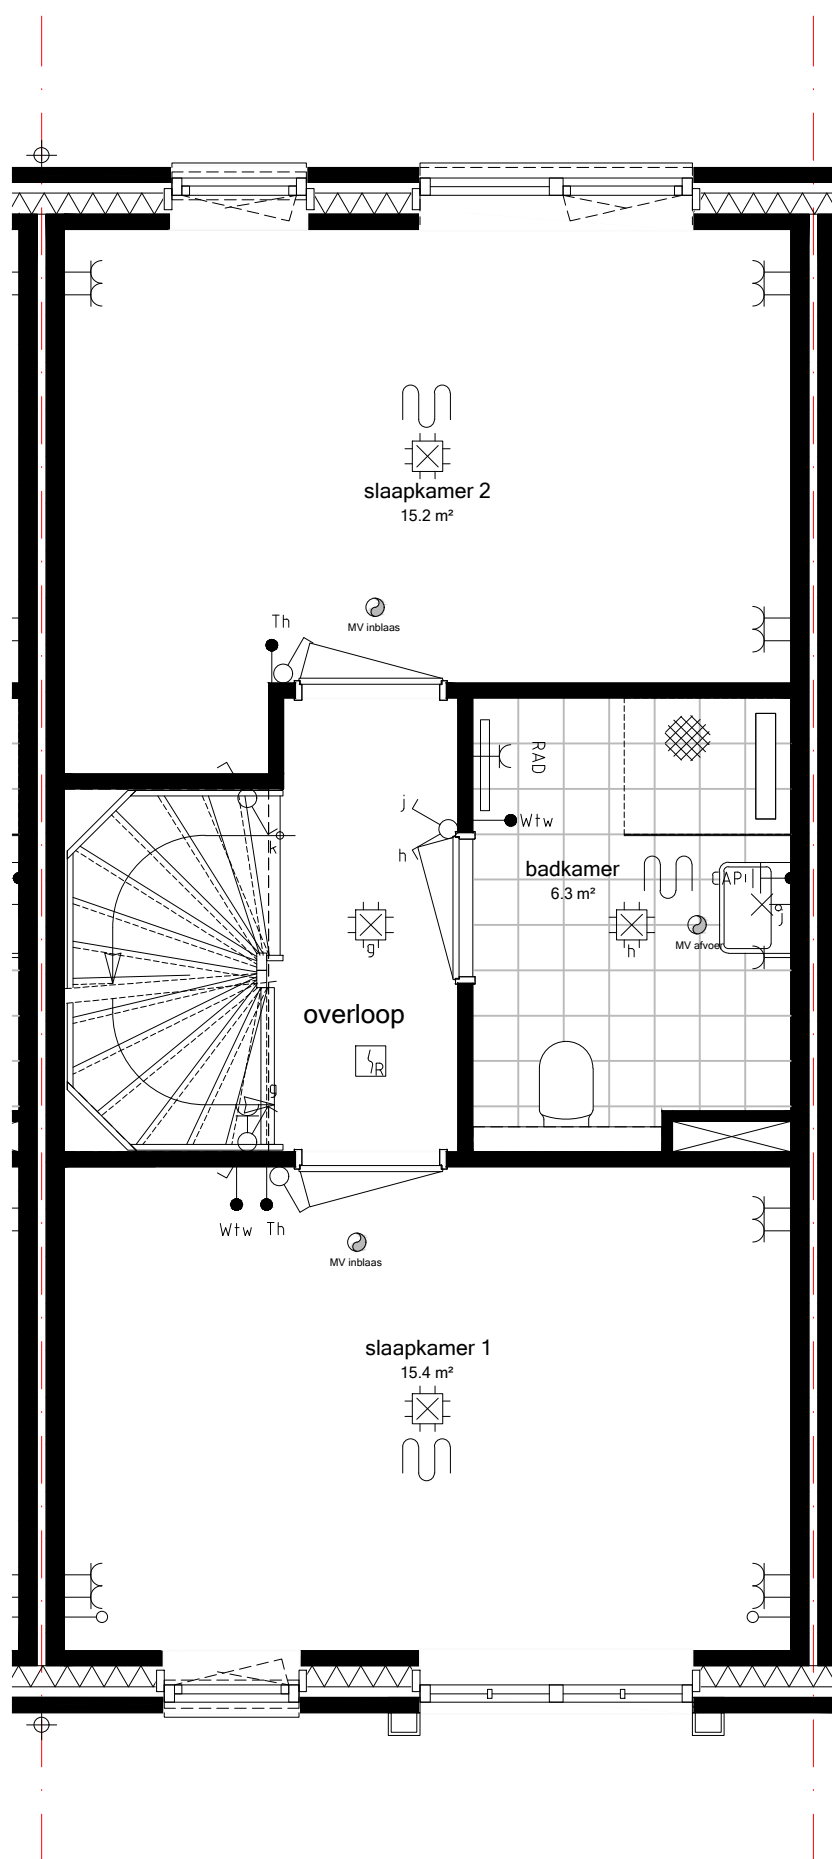 slaapkamer 2
15.2 m²
Th
MV inblaas
RAD
j
Wtw
k
h
badkamer
6.3 m²
CAP
g
h
MV afvoer
j
overloop
R
g
Wtw Th
MV inblaas
slaapkamer 1
15.4 m²